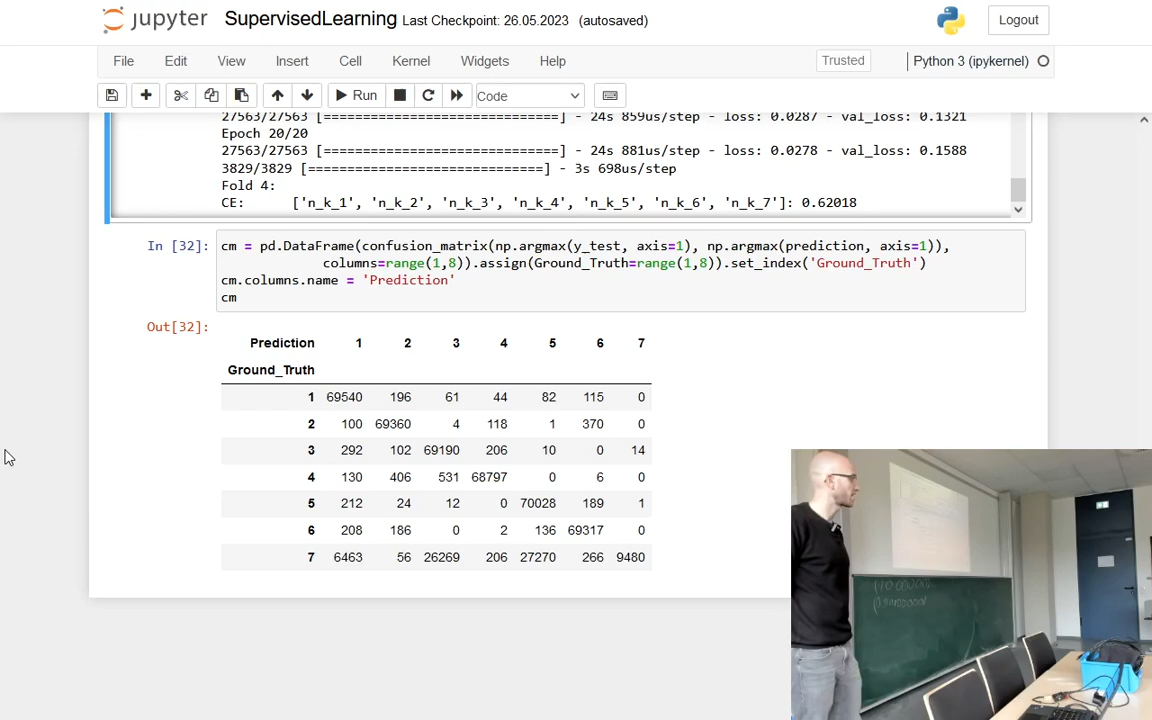 jupyter SupervisedLearning Last Checkpoint: 26.05.2023 (autosaved) Logout
File Edit View Insert Cell Kernel Widgets Help Trusted Python 3 (ipykernel)
Run Code
27563/27563 [==============================] - 24s 859us/step - loss: 0.0287 - val_loss: 0.1321
Epoch 20/20
27563/27563 [==============================] - 24s 881us/step - loss: 0.0278 - val_loss: 0.1588
3829/3829 [==============================] - 3s 698us/step
Fold 4:
CE: ['n_k_1', 'n_k_2', 'n_k_3', 'n_k_4', 'n_k_5', 'n_k_6', 'n_k_7']: 0.62018
In [32]: cm = pd.DataFrame(confusion_matrix(np.argmax(y_test, axis=1), np.argmax(prediction, axis=1)),
columns=range(1,8)).assign(Ground_Truth=range(1,8)).set_index('Ground_Truth')
cm.columns.name = 'Prediction'
cm
Out[32]:
Prediction 1 2 3 4 5 6 7
Ground_Truth
1 69540 196 61 44 82 115 0
2 100 69360 4 118 1 370 0
3 292 102 69190 206 10 0 14
4 130 406 531 68797 0 6 0
5 212 24 12 0 70028 189 1
6 208 186 0 2 136 69317 0
7 6463 56 26269 206 27270 266 9480